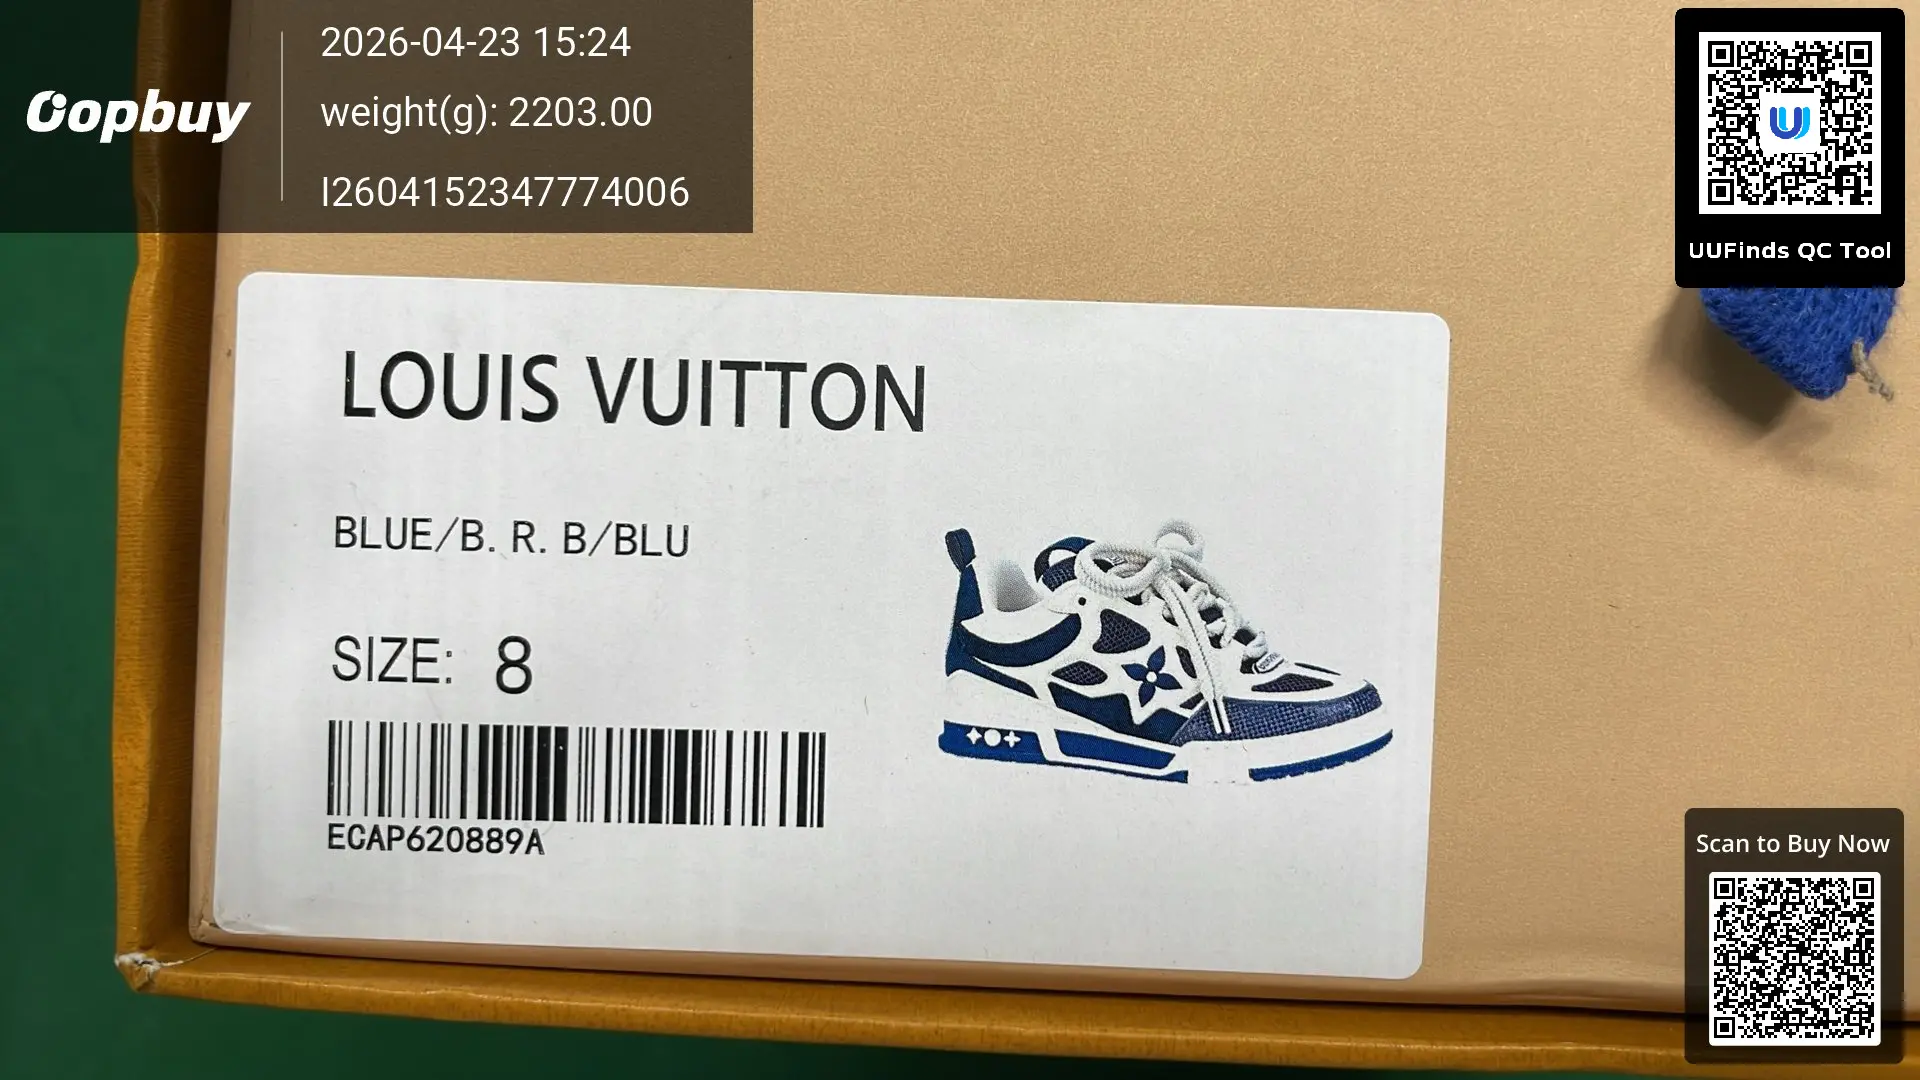 Oopbuy
2026-04-23 15:24
weight(g): 2203.00
I2604152347774006
UUFinds QC Tool
LOUIS VUITTON
BLUE/B. R. B/BLU
SIZE: 8
ECAP620889A
Scan to Buy Now